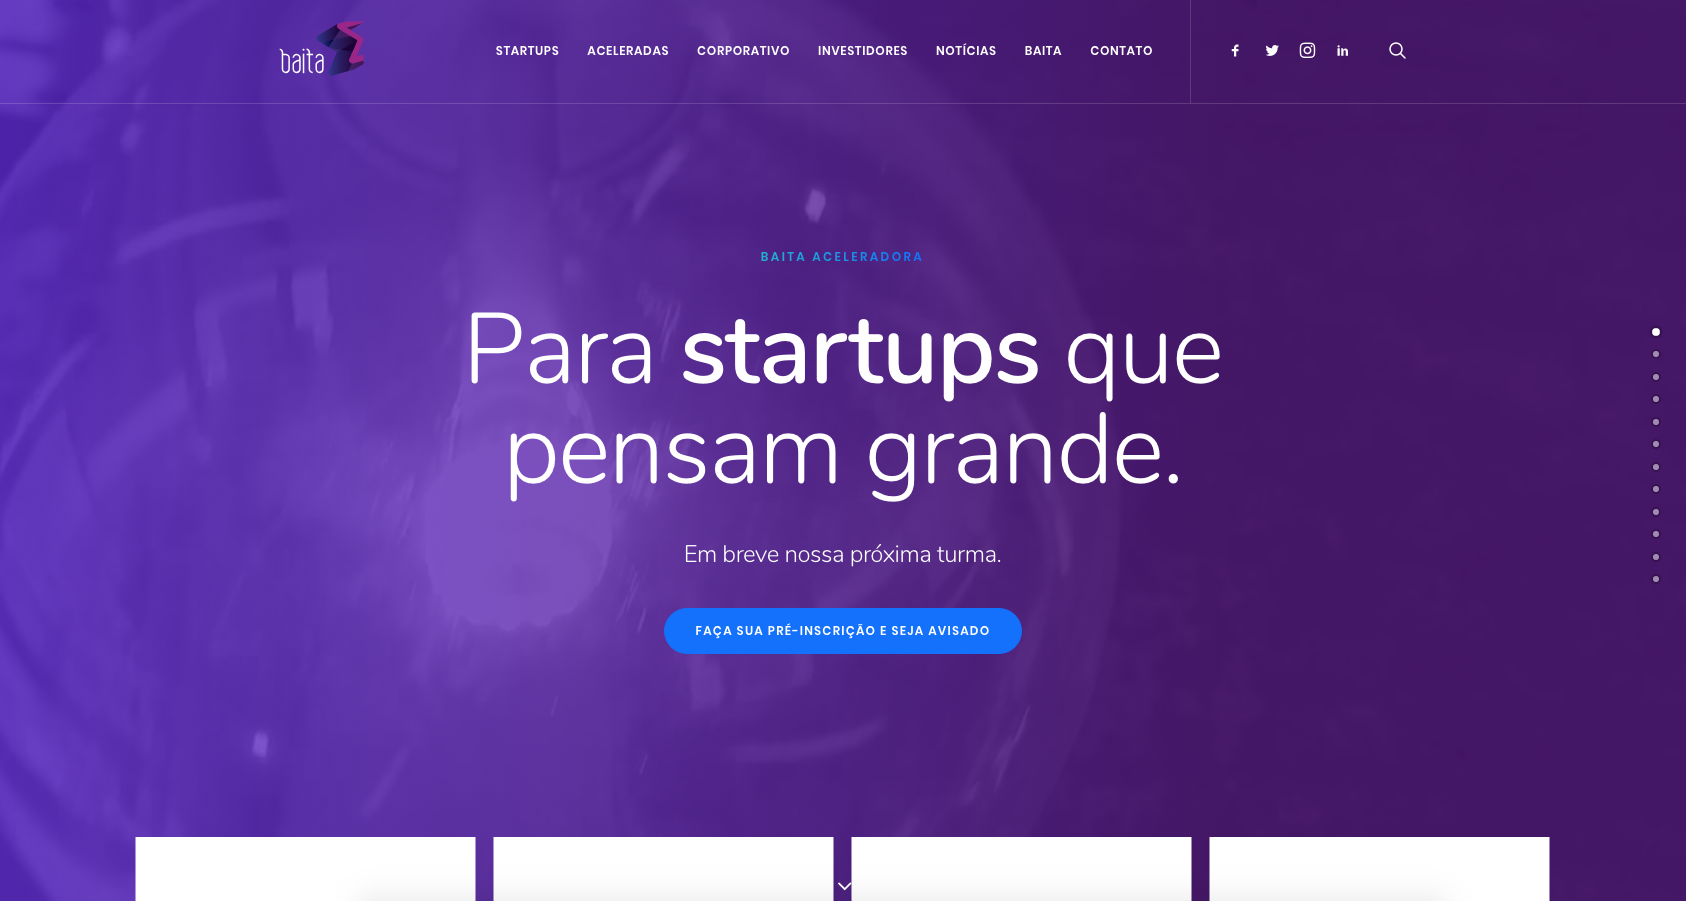 baita
STARTUPS ACELERADAS CORPORATIVO INVESTIDORES NOTÍCIAS BAITA CONTATO
BAITA ACELERADORA
Para startups que
pensam grande.
Em breve nossa próxima turma.
FAÇA SUA PRÉ-INSCRIÇÃO E SEJA AVISADO